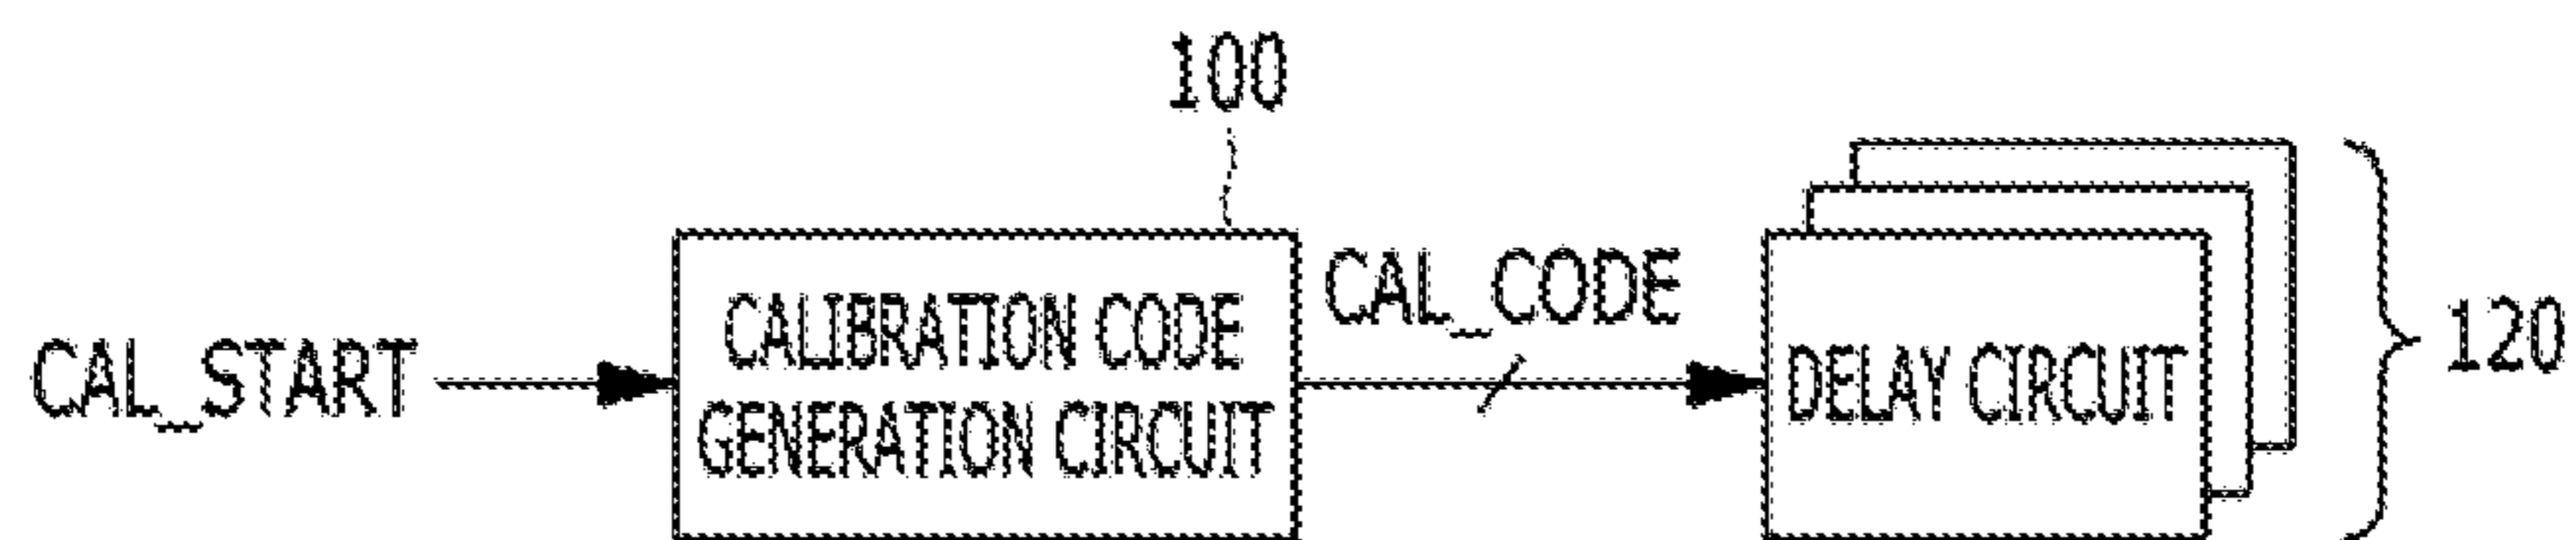 100
CAL_START
CALIBRATION CODE
GENERATION CIRCUIT
CAL_CODE
DELAY CIRCUIT
120